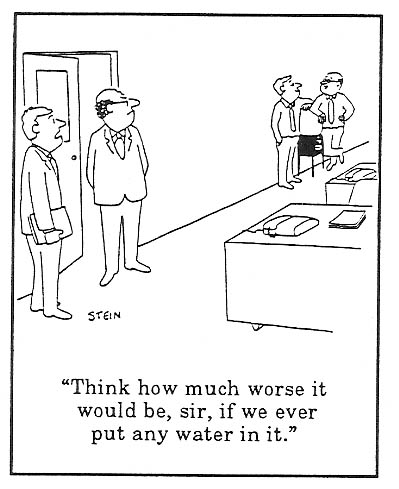 STEIN
“Think how much worse it
would be, sir, if we ever
put any water in it.”